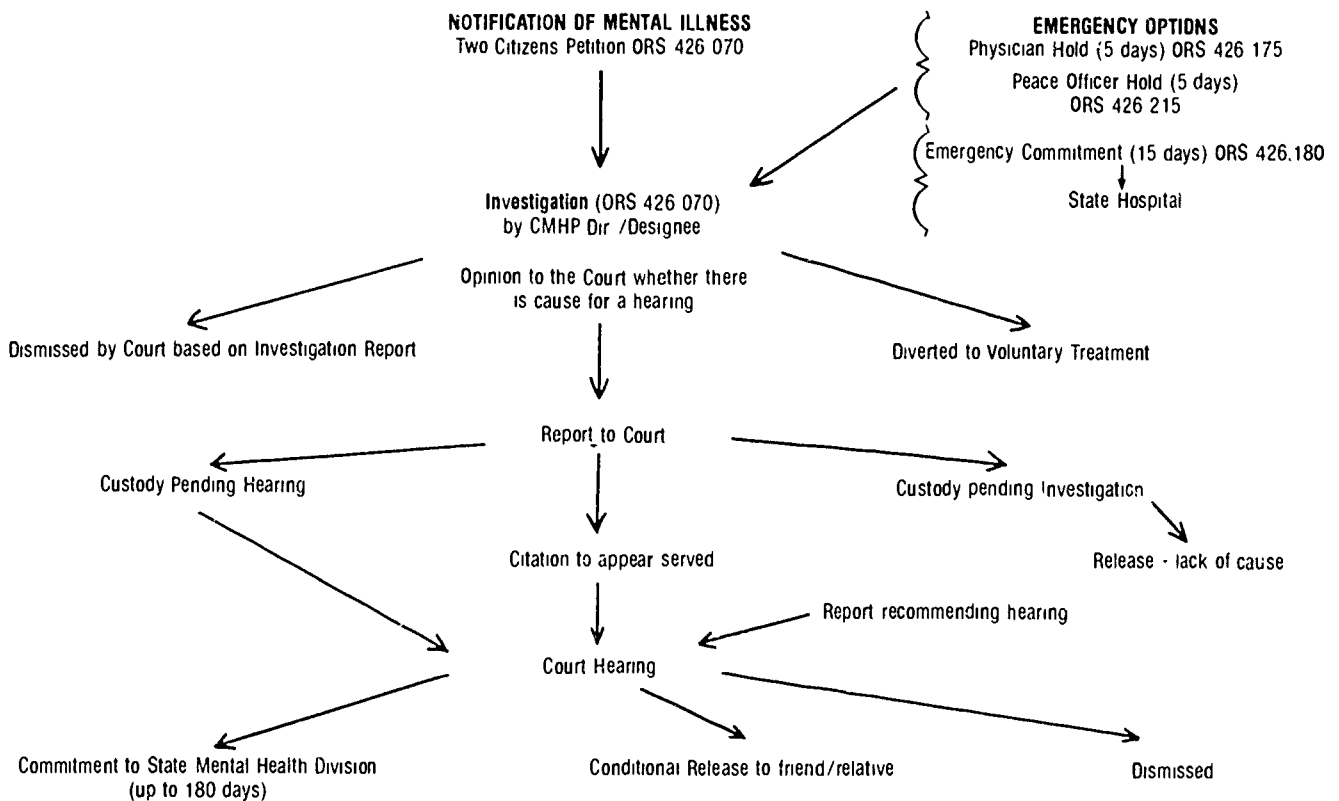 NOTIFICATION OF MENTAL ILLNESS
Two Citizens Petition ORS 426 070
EMERGENCY OPTIONS
Physician Hold (5 days) ORS 426 175
Peace Officer Hold (5 days)
ORS 426 215
Emergency Commitment (15 days) ORS 426.180
State Hospital
Investigation (ORS 426 070)
by CMHP Dir /Designee
Opinion to the Court whether there
is cause for a hearing
Dismissed by Court based on Investigation Report
Diverted to Voluntary Treatment
Report to Court
Custody Pending Hearing
Custody pending Investigation
Citation to appear served
Release - lack of cause
Report recommending hearing
Court Hearing
Commitment to State Mental Health Division
(up to 180 days)
Conditional Release to friend/relative
Dismissed